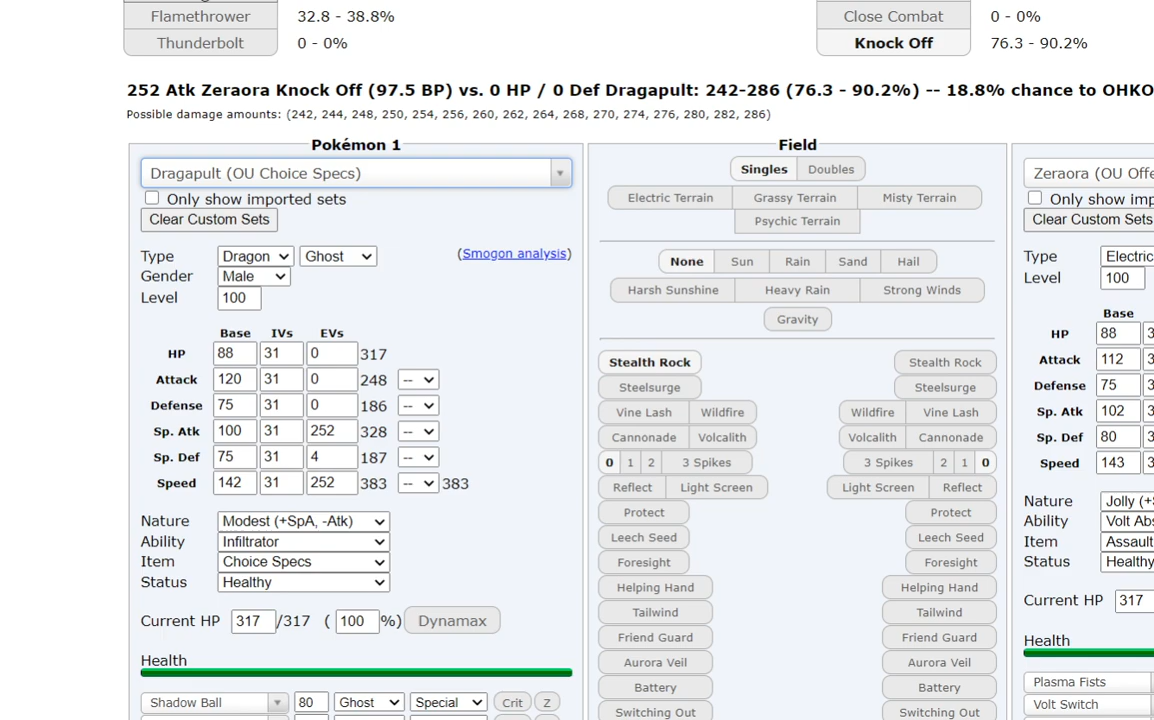 Flamethrower 32.8 - 38.8% Close Combat 0 - 0%
Thunderbolt 0 - 0% Knock Off 76.3 - 90.2%
252 Atk Zeraora Knock Off (97.5 BP) vs. 0 HP / 0 Def Dragapult: 242-286 (76.3 - 90.2%) -- 18.8% chance to OHKO
Possible damage amounts: (242, 244, 248, 250, 254, 256, 260, 262, 264, 268, 270, 274, 276, 280, 282, 286)
Pokémon 1
Dragapult (OU Choice Specs)
Only show imported sets
Clear Custom Sets
Type Dragon Ghost (Smogon analysis)
Gender Male
Level 100
Base IVs EVs
HP 88 31 0 317
Attack 120 31 0 248 --
Defense 75 31 0 186 --
Sp. Atk 100 31 252 328 --
Sp. Def 75 31 4 187 --
Speed 142 31 252 383 -- 383
Nature Modest (+SpA, -Atk)
Ability Infiltrator
Item Choice Specs
Status Healthy
Current HP 317 /317 ( 100 %) Dynamax
Health
Shadow Ball 80 Ghost Special Crit Z
Field
Singles Doubles
Electric Terrain Grassy Terrain Misty Terrain
Psychic Terrain
None Sun Rain Sand Hail
Harsh Sunshine Heavy Rain Strong Winds
Gravity
Stealth Rock Stealth Rock
Steelsurge Steelsurge
Vine Lash Wildfire Wildfire Vine Lash
Cannonade Volcalith Volcalith Cannonade
0 1 2 3 Spikes 3 Spikes 2 1 0
Reflect Light Screen Light Screen Reflect
Protect Protect
Leech Seed Leech Seed
Foresight Foresight
Helping Hand Helping Hand
Tailwind Tailwind
Friend Guard Friend Guard
Aurora Veil Aurora Veil
Battery Battery
Switching Out Switching Out
Zeraora (OU Offe
Only show imp
Clear Custom Sets
Type Electric
Level 100
Base
HP 88 3
Attack 112 3
Defense 75 3
Sp. Atk 102 3
Sp. Def 80 3
Speed 143 3
Nature Jolly (+S
Ability Volt Abs
Item Assault
Status Healthy
Current HP 317
Health
Plasma Fists
Volt Switch